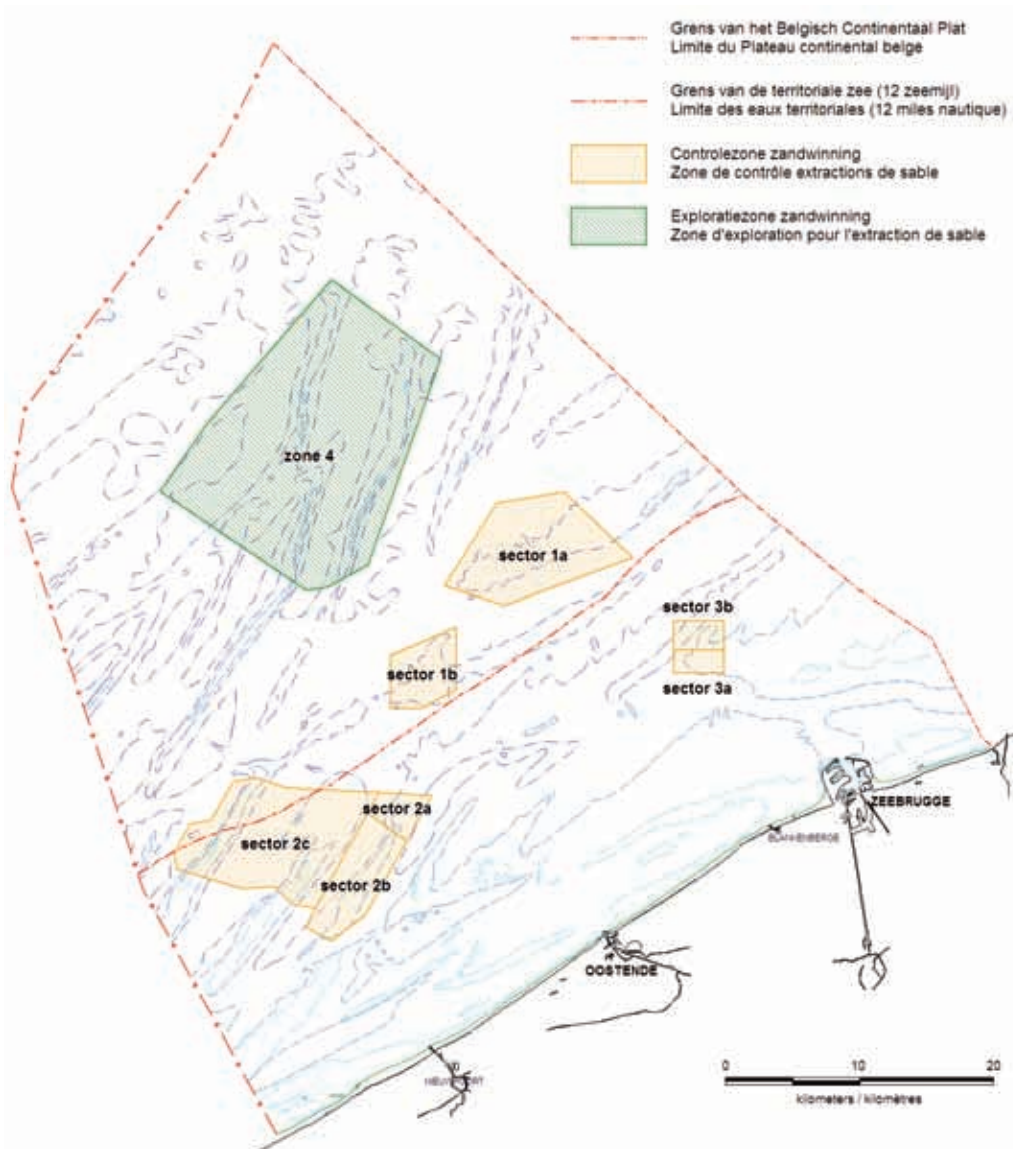 Grens van het Belgisch Continentaal Plat
Limite du Plateau continental belge
Grens van de territoriale zee (12 zeemijl)
Limite des eaux territoriales (12 miles nautique)
Controlezone zandwinning
Zone de contrôle extractions de sable
Exploratiezone zandwinning
Zone d'exploration pour l'extraction de sable
zone 4
sector 1a
sector 3b
sector 1b
sector 3a
sector 2a
ZEEBRUGGE
sector 2c
BLANKENBERGE
sector 2b
OOSTENDE
0 10 20
kilometers / kilomètres